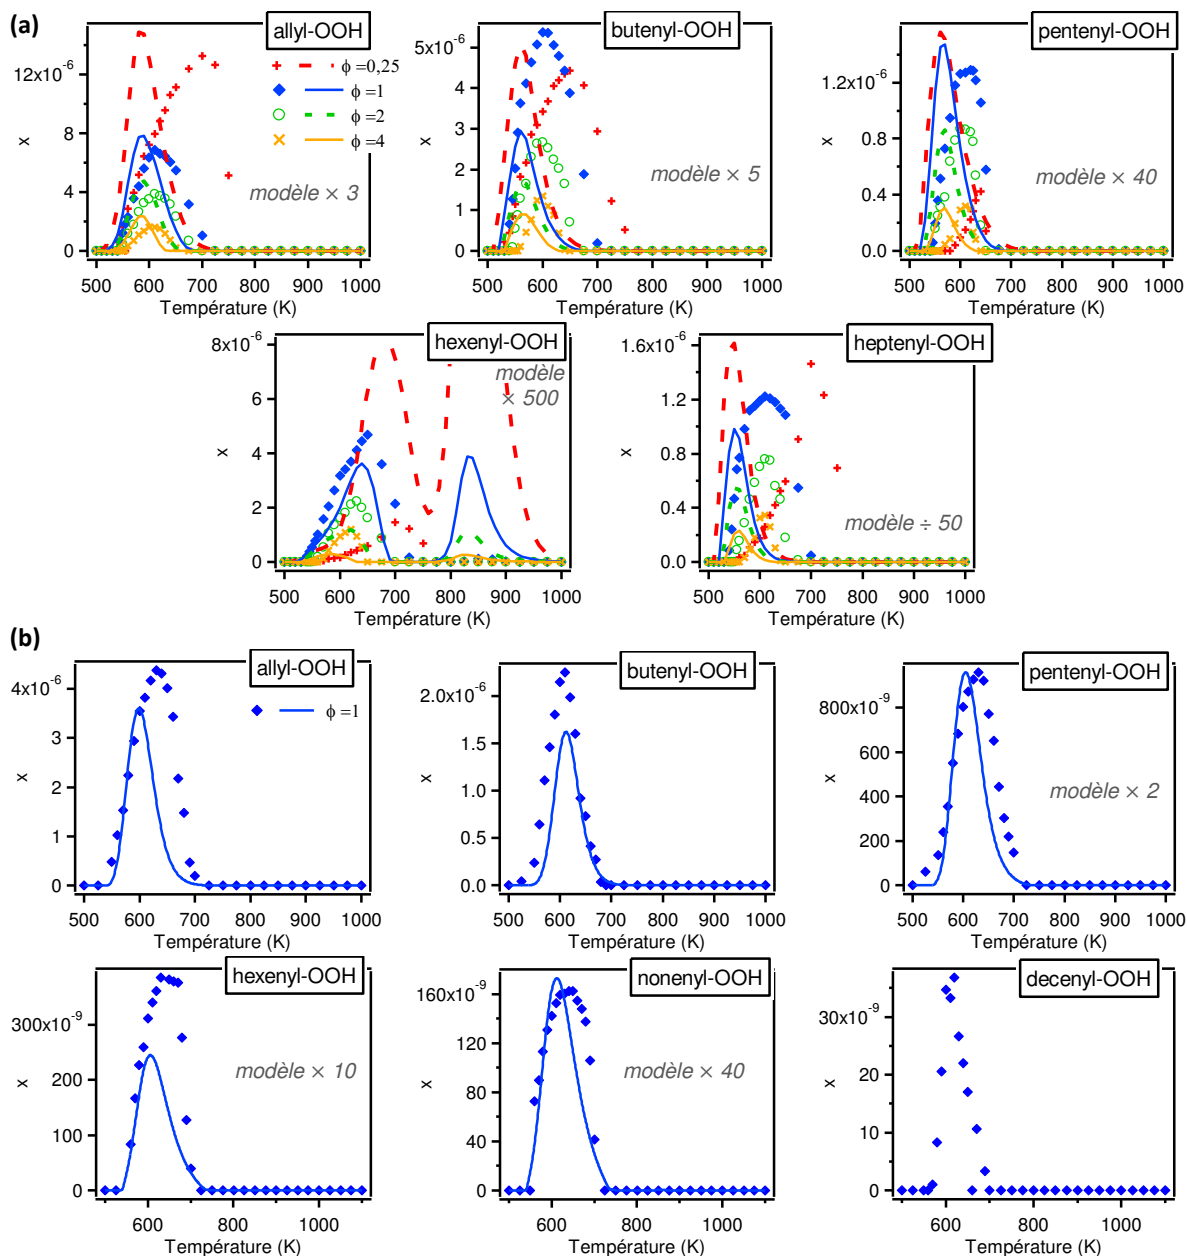 (a)
allyl-OOH
12x10-6
8
4
0
x
ϕ =0,25
ϕ =1
ϕ =2
ϕ =4
modèle × 3
500 600 700 800 900 1000
Température (K)
butenyl-OOH
5x10-6
4
3
2
1
0
x
modèle × 5
500 600 700 800 900 1000
Température (K)
pentenyl-OOH
1.2x10-6
0.8
0.4
0.0
x
modèle × 40
500 600 700 800 900 1000
Température (K)
hexenyl-OOH
8x10-6
6
4
2
0
x
modèle
× 500
500 600 700 800 900 1000
Température (K)
heptenyl-OOH
1.6x10-6
1.2
0.8
0.4
0.0
x
modèle ÷ 50
500 600 700 800 900 1000
Température (K)
(b)
allyl-OOH
4x10-6
3
2
1
0
x
ϕ =1
500 600 700 800 900 1000
Température (K)
butenyl-OOH
2.0x10-6
1.5
1.0
0.5
0.0
x
500 600 700 800 900 1000
Température (K)
pentenyl-OOH
800x10-9
600
400
200
0
x
modèle × 2
500 600 700 800 900 1000
Température (K)
hexenyl-OOH
300x10-9
200
100
0
x
modèle × 10
600 800 1000
Température (K)
nonenyl-OOH
160x10-9
120
80
40
0
x
modèle × 40
600 800 1000
Température (K)
decenyl-OOH
30x10-9
20
10
0
x
600 800 1000
Température (K)